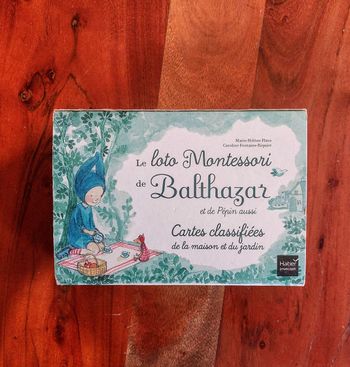 Marie-Hélène Place
Caroline Fontaine-Riquier
Le loto Montessori
de Balthazar
et de Pépin aussi
Cartes classifiées
de la maison et du jardin
Hatier
jeunesse